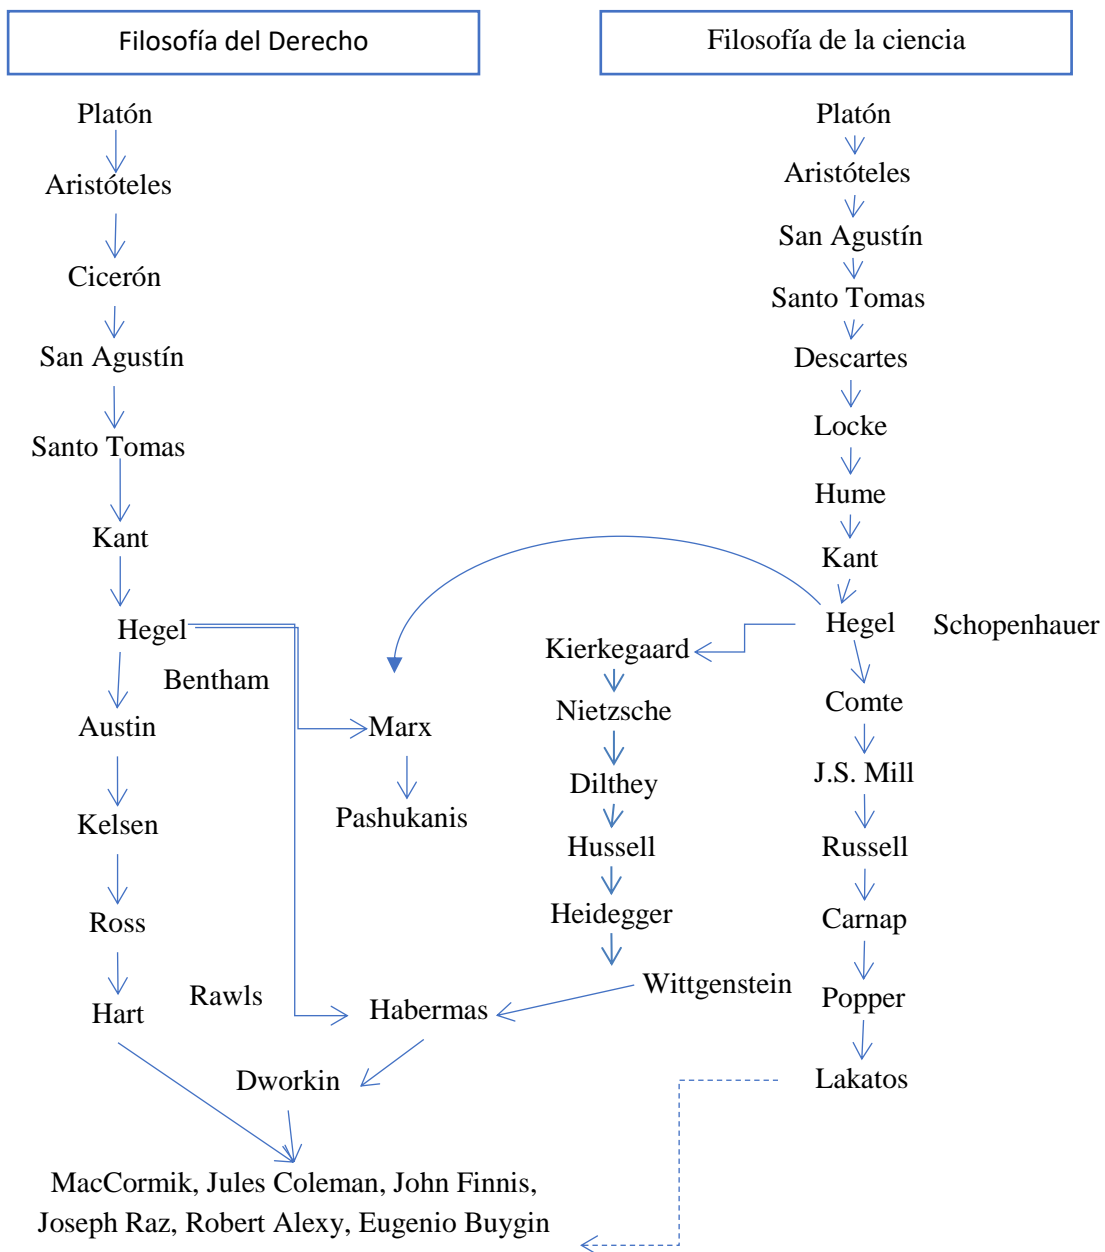 Filosofía del Derecho
Filosofía de la ciencia
Platón
Aristóteles
Cicerón
San Agustín
Santo Tomas
Kant
Hegel
Bentham
Austin
Kelsen
Ross
Hart
Rawls
Marx
Pashukanis
Habermas
Dworkin
MacCormik, Jules Coleman, John Finnis,
Joseph Raz, Robert Alexy, Eugenio Buygin
Kierkegaard
Nietzsche
Dilthey
Hussell
Heidegger
Wittgenstein
Platón
Aristóteles
San Agustín
Santo Tomas
Descartes
Locke
Hume
Kant
Hegel
Schopenhauer
Comte
J.S. Mill
Russell
Carnap
Popper
Lakatos